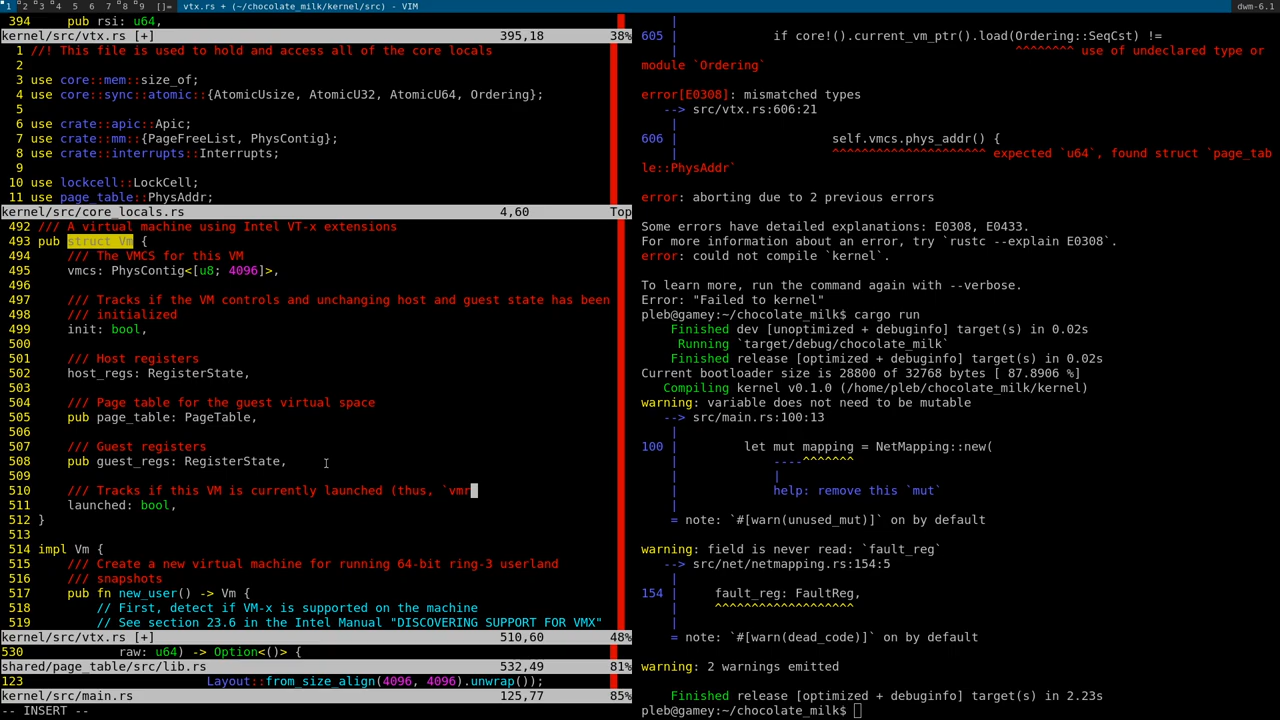 1 2 3 4 5 6 7 8 9 []= vtx.rs + (~/chocolate_milk/kernel/src) - VIM dwm-6.1
394     pub rsi: u64,
kernel/src/vtx.rs [+] 395,18 38%
1 //! This file is used to hold and access all of the core locals
2
3 use core::mem::size_of;
4 use core::sync::atomic::{AtomicUsize, AtomicU32, AtomicU64, Ordering};
5
6 use crate::apic::Apic;
7 use crate::mm::{PageFreeList, PhysContig};
8 use crate::interrupts::Interrupts;
9
10 use lockcell::LockCell;
11 use page_table::PhysAddr;
kernel/src/core_locals.rs 4,60 Top
492 /// A virtual machine using Intel VT-x extensions
493 pub struct Vm {
494     /// The VMCS for this VM
495     vmcs: PhysContig<[u8; 4096]>,
496
497     /// Tracks if the VM controls and unchanging host and guest state has been
498     /// initialized
499     init: bool,
500
501     /// Host registers
502     host_regs: RegisterState,
503
504     /// Page table for the guest virtual space
505     pub page_table: PageTable,
506
507     /// Guest registers
508     pub guest_regs: RegisterState,
509
510     /// Tracks if this VM is currently launched (thus, `vmr
511     launched: bool,
512 }
513
514 impl Vm {
515     /// Create a new virtual machine for running 64-bit ring-3 userland
516     /// snapshots
517     pub fn new_user() -> Vm {
518         // First, detect if VM-x is supported on the machine
519         // See section 23.6 in the Intel Manual "DISCOVERING SUPPORT FOR VMX"
kernel/src/vtx.rs [+] 510,60 48%
530             raw: u64) -> Option<()> {
shared/page_table/src/lib.rs 532,49 81%
123                         Layout::from_size_align(4096, 4096).unwrap());
kernel/src/main.rs 125,77 85%
-- INSERT --
    |
605 |             if core!().current_vm_ptr().load(Ordering::SeqCst) !=
    |                                              ^^^^^^^^ use of undeclared type or
module `Ordering`
error[E0308]: mismatched types
   --> src/vtx.rs:606:21
    |
606 |                     self.vmcs.phys_addr() {
    |                     ^^^^^^^^^^^^^^^^^^^^^ expected `u64`, found struct `page_tab
le::PhysAddr`
error: aborting due to 2 previous errors
Some errors have detailed explanations: E0308, E0433.
For more information about an error, try `rustc --explain E0308`.
error: could not compile `kernel`.
To learn more, run the command again with --verbose.
Error: "Failed to kernel"
pleb@gamey:~/chocolate_milk$ cargo run
    Finished dev [unoptimized + debuginfo] target(s) in 0.02s
     Running `target/debug/chocolate_milk`
    Finished release [optimized + debuginfo] target(s) in 0.02s
Current bootloader size is 28800 of 32768 bytes [ 87.8906 %]
   Compiling kernel v0.1.0 (/home/pleb/chocolate_milk/kernel)
warning: variable does not need to be mutable
   --> src/main.rs:100:13
    |
100 |         let mut mapping = NetMapping::new(
    |             ----^^^^^^^
    |             |
    |             help: remove this `mut`
    |
    = note: `#[warn(unused_mut)]` on by default
warning: field is never read: `fault_reg`
   --> src/net/netmapping.rs:154:5
    |
154 |     fault_reg: FaultReg,
    |     ^^^^^^^^^^^^^^^^^^^
    |
    = note: `#[warn(dead_code)]` on by default
warning: 2 warnings emitted
    Finished release [optimized + debuginfo] target(s) in 2.23s
pleb@gamey:~/chocolate_milk$